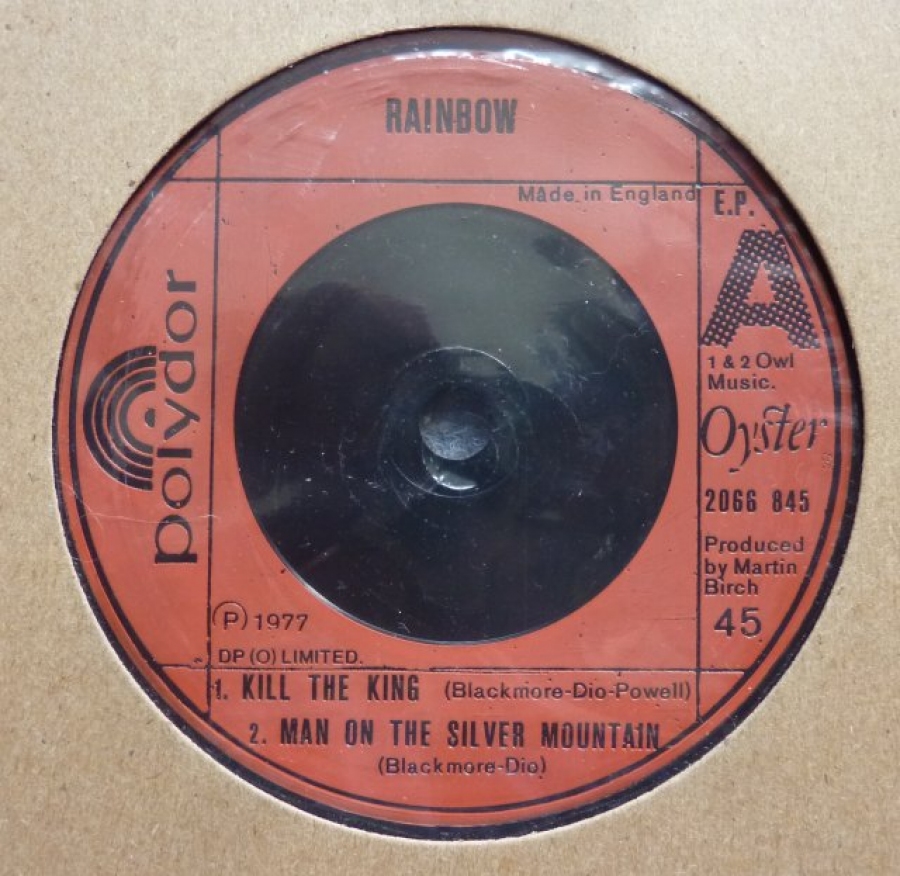 RAINBOW
Made in England
E.P.
A
1 & 2 Owl
Music.
Oyster
2066 845
Produced
by Martin
Birch
45
polydor
Ⓟ 1977
DP (O) LIMITED.
1. KILL THE KING (Blackmore-Dio-Powell)
2. MAN ON THE SILVER MOUNTAIN
(Blackmore-Dio)